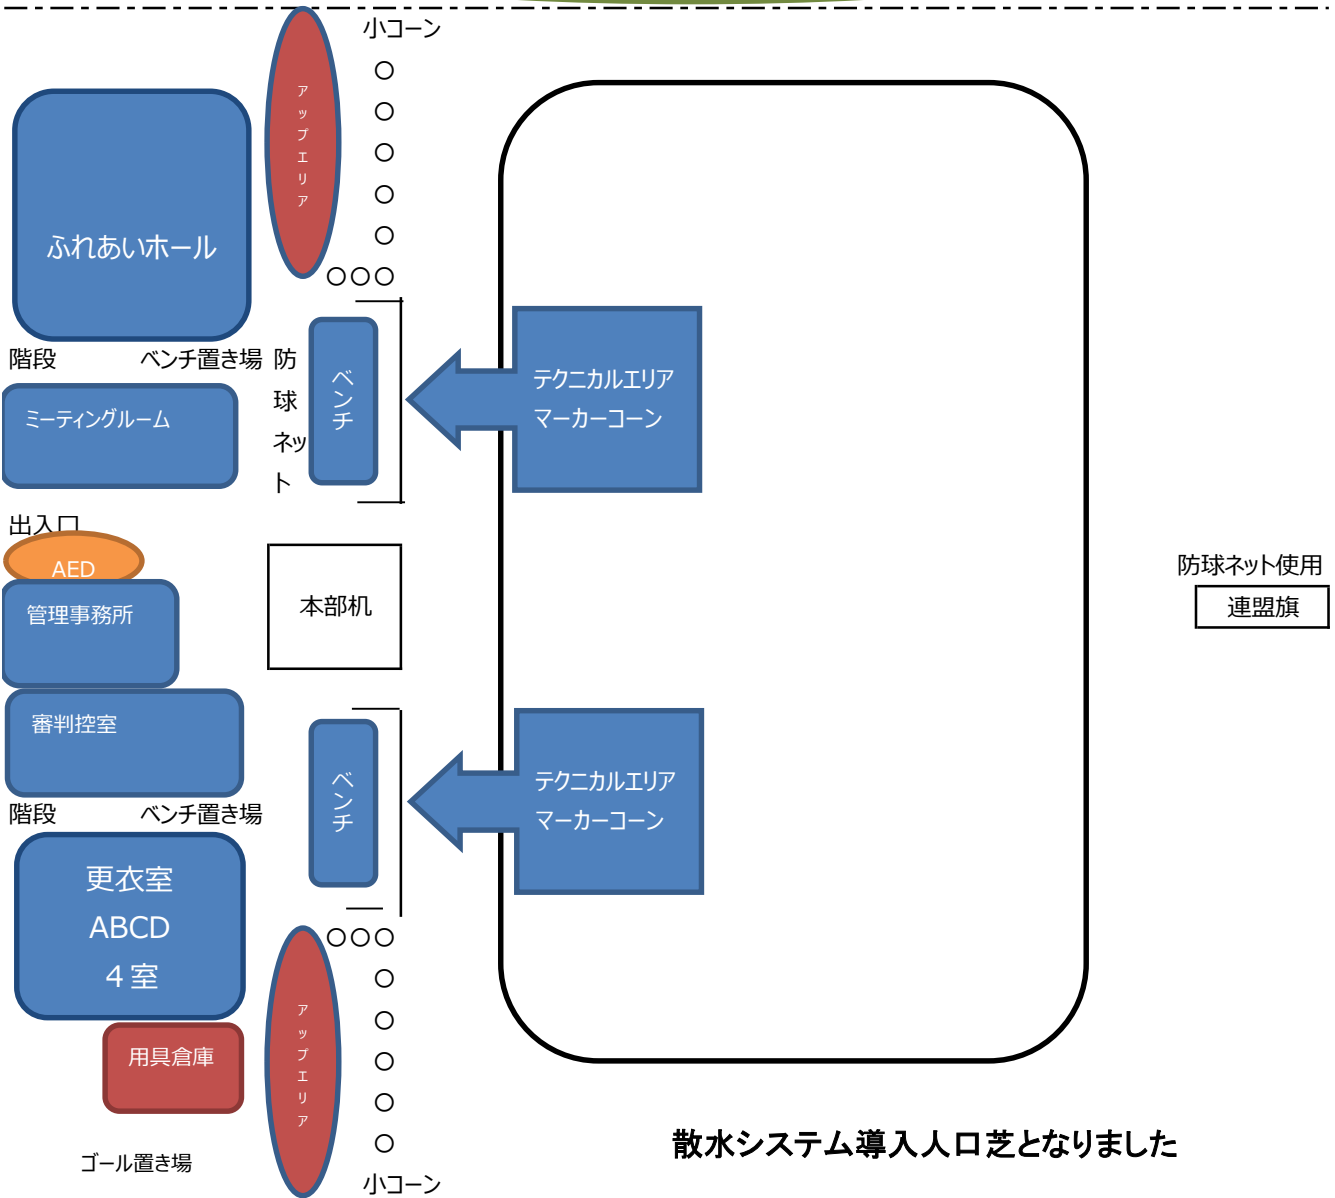 小コーン
アップエリア
ふれあいホール
階段
ベンチ置き場
防球ネット
ベンチ
テクニカルエリア
マーカーコーン
ミーティングルーム
出入口
AED
管理事務所
本部机
防球ネット使用
連盟旗
審判控室
階段
ベンチ置き場
ベンチ
テクニカルエリア
マーカーコーン
更衣室
ABCD
４室
アップエリア
用具倉庫
ゴール置き場
小コーン
散水システム導入人口芝となりました